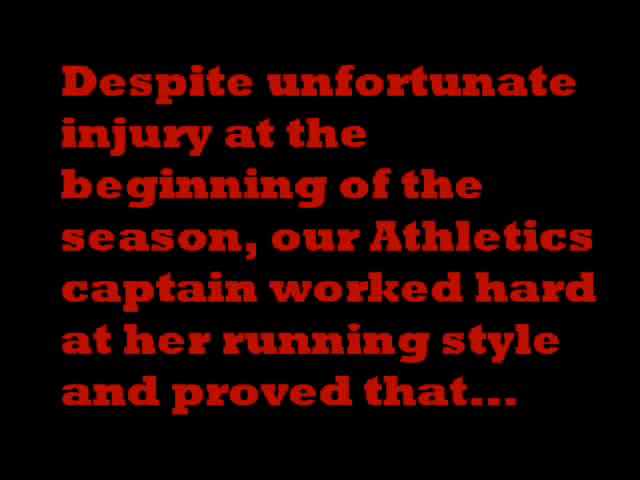 Despite unfortunate
injury at the
beginning of the
season, our Athletics
captain worked hard
at her running style
and proved that...